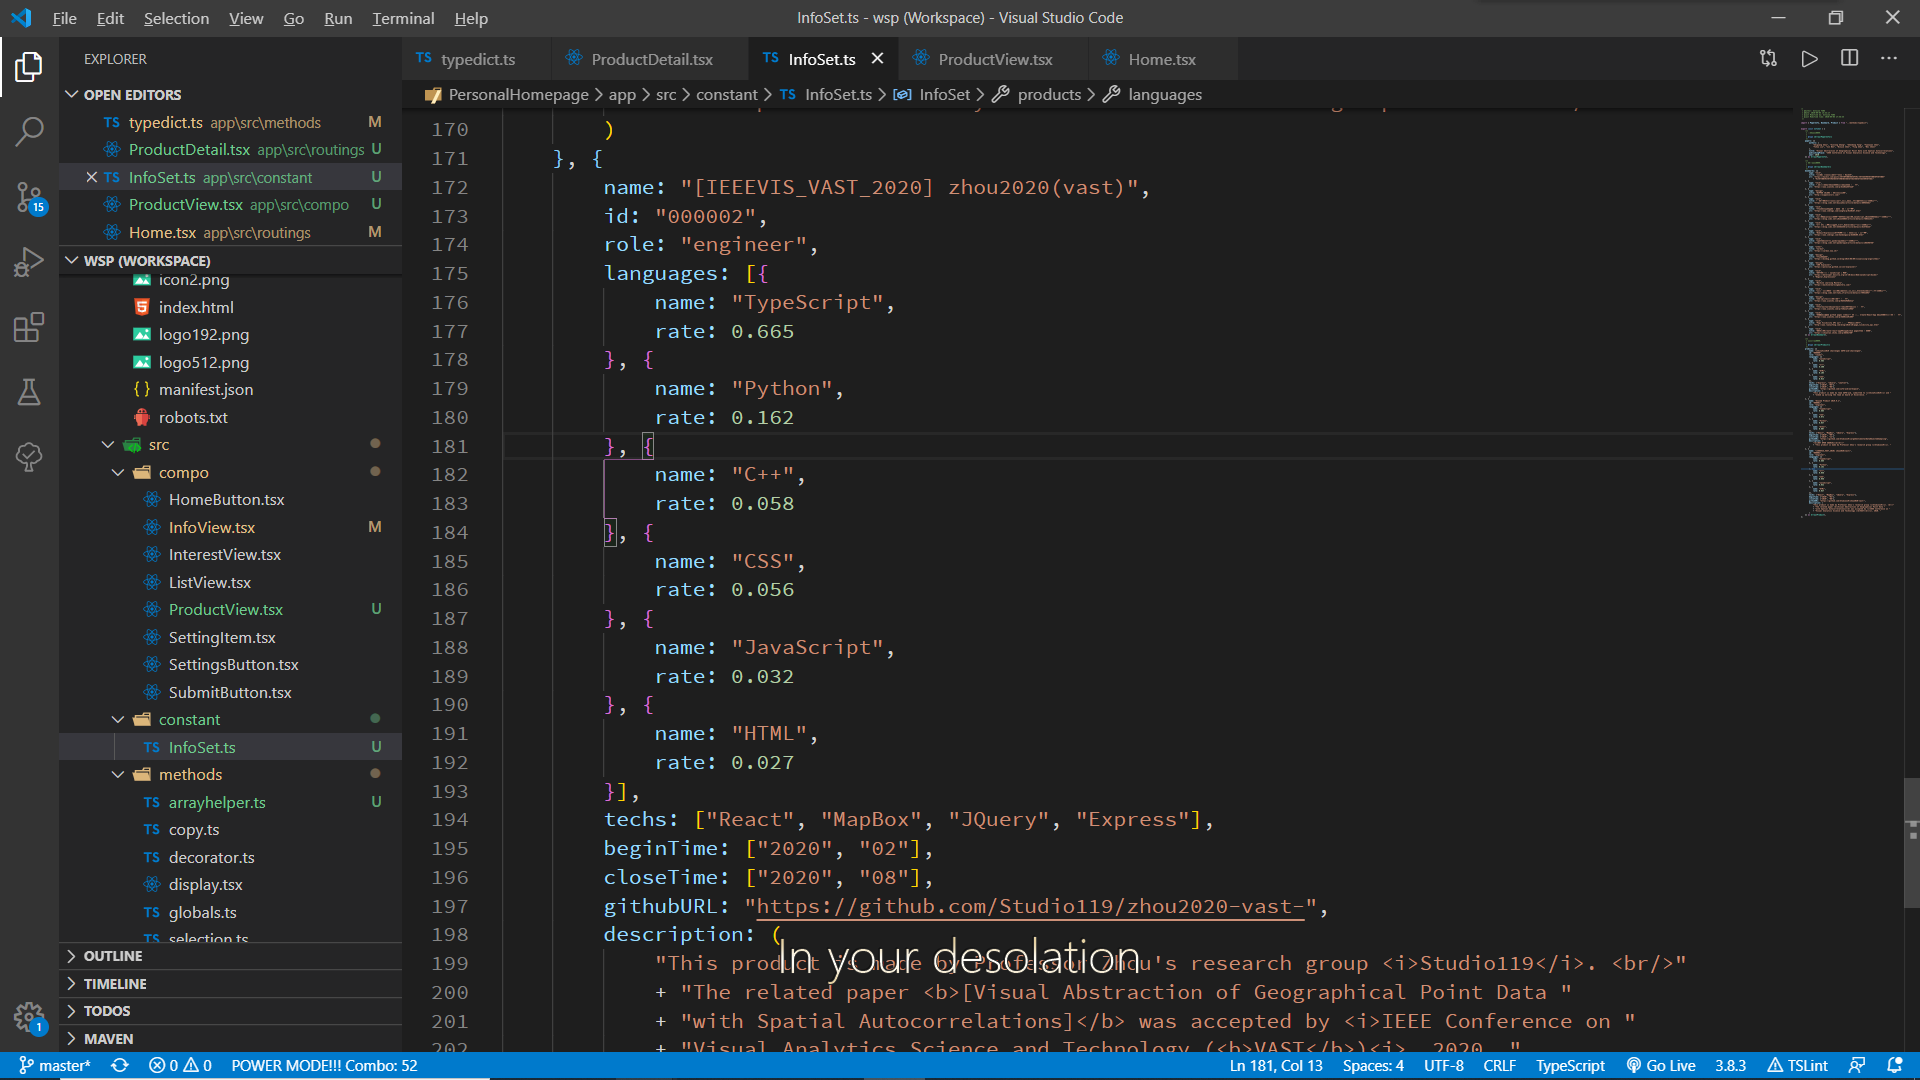 File Edit Selection View Go Run Terminal Help
InfoSet.ts - wsp (Workspace) - Visual Studio Code
EXPLORER
OPEN EDITORS
TS typedict.ts app\src\methods M
ProductDetail.tsx app\src\routings U
TS InfoSet.ts app\src\constant U
ProductView.tsx app\src\compo U
Home.tsx app\src\routings M
WSP (WORKSPACE)
icon2.png
index.html
logo192.png
logo512.png
{} manifest.json
robots.txt
src
compo
HomeButton.tsx
InfoView.tsx M
InterestView.tsx
ListView.tsx
ProductView.tsx U
SettingItem.tsx
SettingsButton.tsx
SubmitButton.tsx
constant
TS InfoSet.ts U
methods
TS arrayhelper.ts U
TS copy.ts
TS decorator.ts
display.tsx
TS globals.ts
TS selection.ts
OUTLINE
TIMELINE
TODOS
MAVEN
15
1
TS typedict.ts ProductDetail.tsx TS InfoSet.ts ProductView.tsx Home.tsx
PersonalHomepage > app > src > constant > TS InfoSet.ts > InfoSet > products > languages
170 )
171 }, {
172 name: "[IEEEVIS_VAST_2020] zhou2020(vast)",
173 id: "000002",
174 role: "engineer",
175 languages: [{
176 name: "TypeScript",
177 rate: 0.665
178 }, {
179 name: "Python",
180 rate: 0.162
181 }, {
182 name: "C++",
183 rate: 0.058
184 }, {
185 name: "CSS",
186 rate: 0.056
187 }, {
188 name: "JavaScript",
189 rate: 0.032
190 }, {
191 name: "HTML",
192 rate: 0.027
193 }],
194 techs: ["React", "MapBox", "JQuery", "Express"],
195 beginTime: ["2020", "02"],
196 closeTime: ["2020", "08"],
197 githubURL: "https://github.com/Studio119/zhou2020-vast-",
198 description: (
In your desolation
199 "This product is made by Professor Zhou's research group <i>Studio119</i>. <br/>"
200 + "The related paper <b>[Visual Abstraction of Geographical Point Data "
201 + "with Spatial Autocorrelations]</b> was accepted by <i>IEEE Conference on "
202 + "Visual Analytics Science and Technology (<b>VAST</b>)<i>, 2020. "
master* 0 0 POWER MODE!!! Combo: 52
Ln 181, Col 13 Spaces: 4 UTF-8 CRLF TypeScript Go Live 3.8.3 TSLint